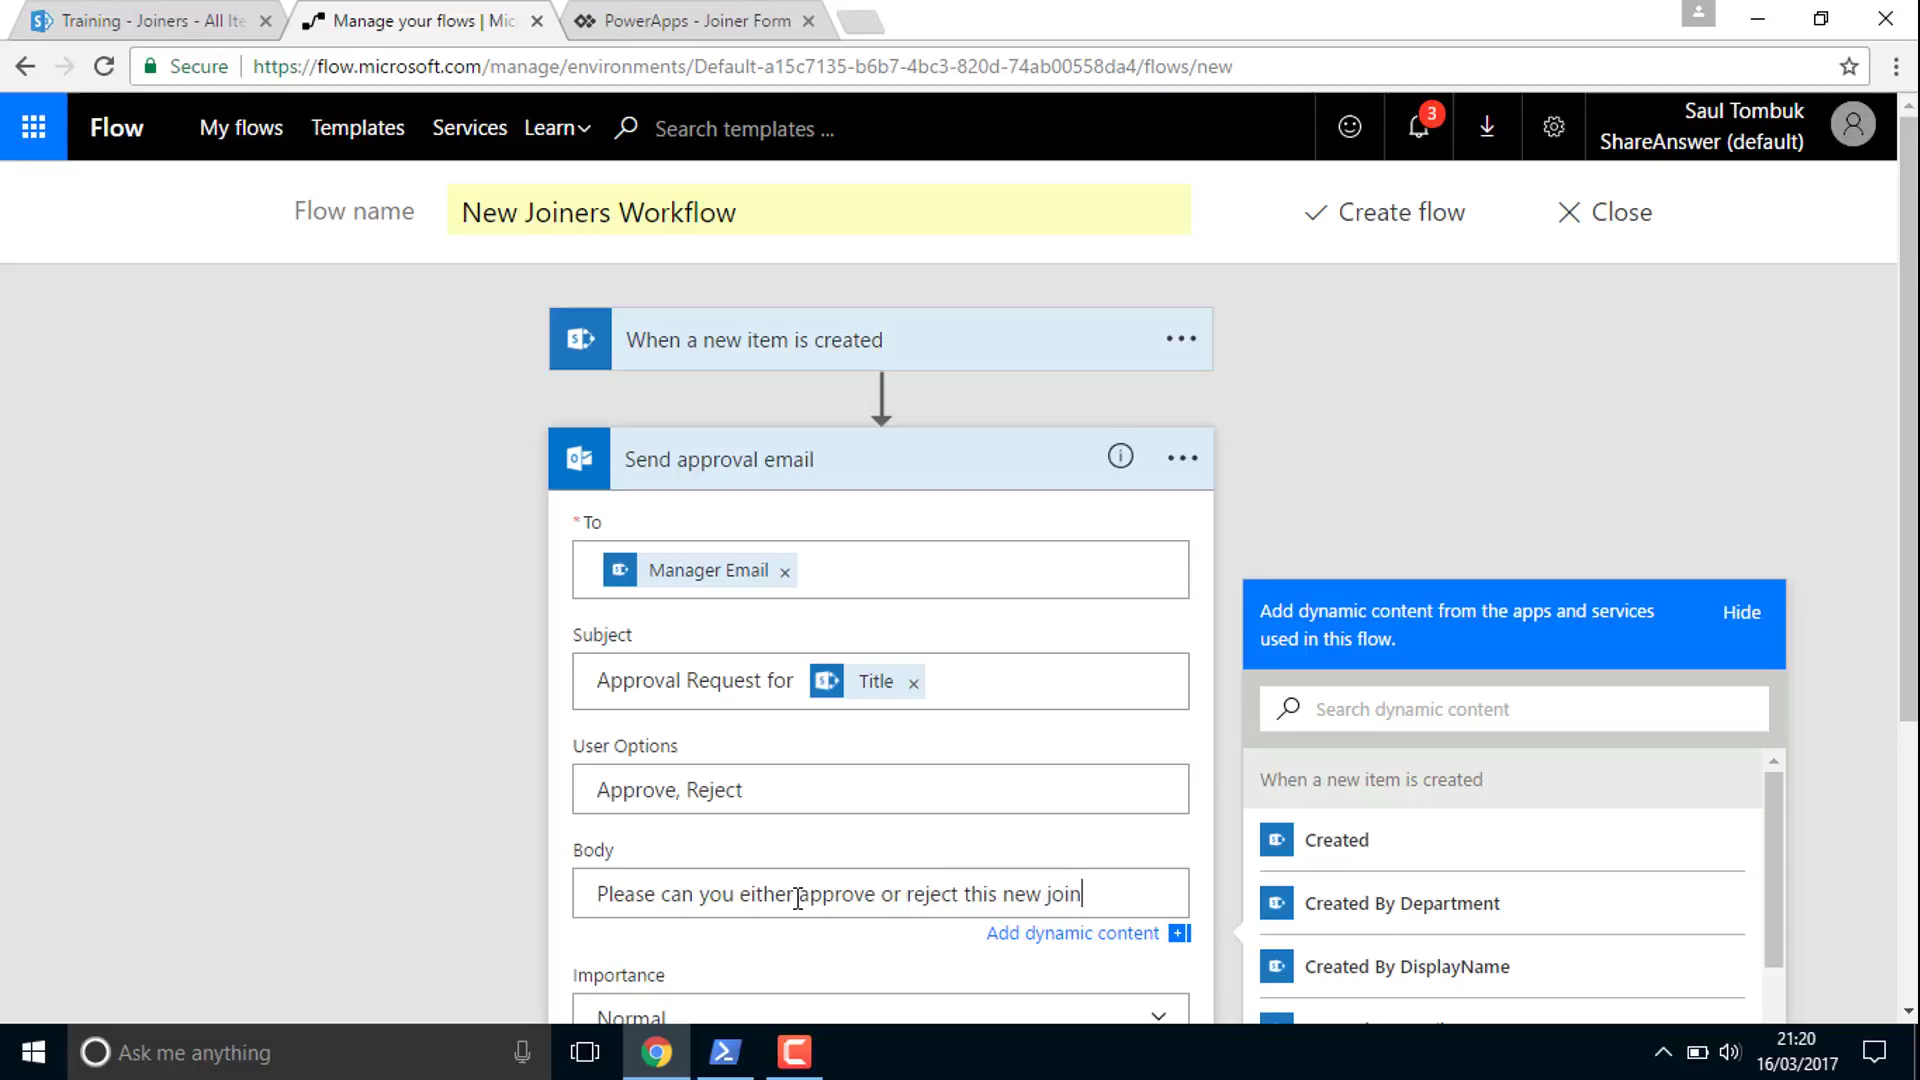 Training - Joiners - All Ite
Manage your flows | Mic
PowerApps - Joiner Form
Secure
https://flow.microsoft.com/manage/environments/Default-a15c7135-b6b7-4bc3-820d-74ab00558da4/flows/new
Flow
My flows
Templates
Services
Learn
Search templates ...
3
Saul Tombuk
ShareAnswer (default)
Flow name
New Joiners Workflow
Create flow
Close
When a new item is created
Send approval email
* To
Manager Email
Subject
Approval Request for Title
User Options
Approve, Reject
Body
Please can you either approve or reject this new join
Add dynamic content
Importance
Normal
Add dynamic content from the apps and services
used in this flow.
Hide
Search dynamic content
When a new item is created
Created
Created By Department
Created By DisplayName
Ask me anything
21:20
16/03/2017